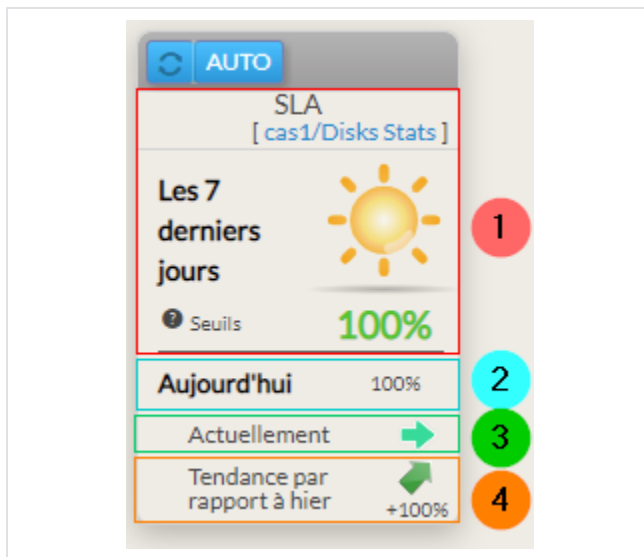 AUTO
SLA
[ cas1/Disks Stats ]
Les 7
derniers
jours
1
? Seuils
100%
Aujourd'hui 100%
2
Actuellement
3
Tendance par
rapport à hier
+100%
4